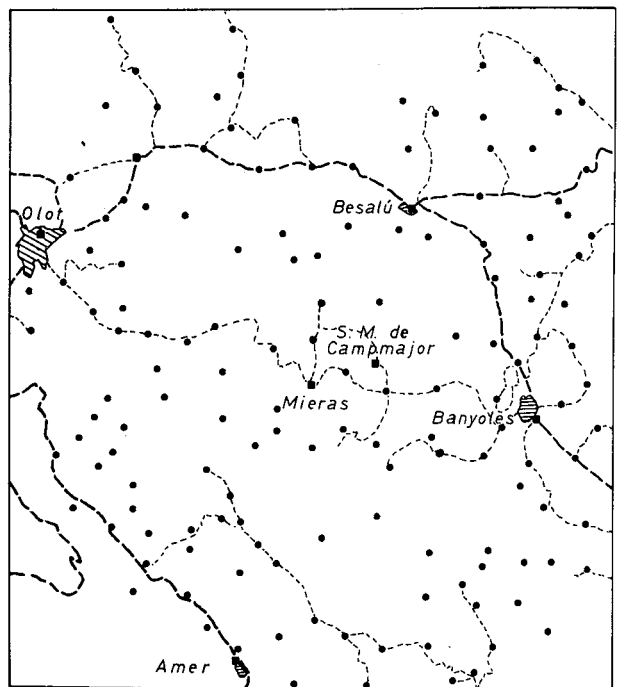 Olot
Besalú
S. M. de
Campmajor
Mieras
Banyoles
Amer